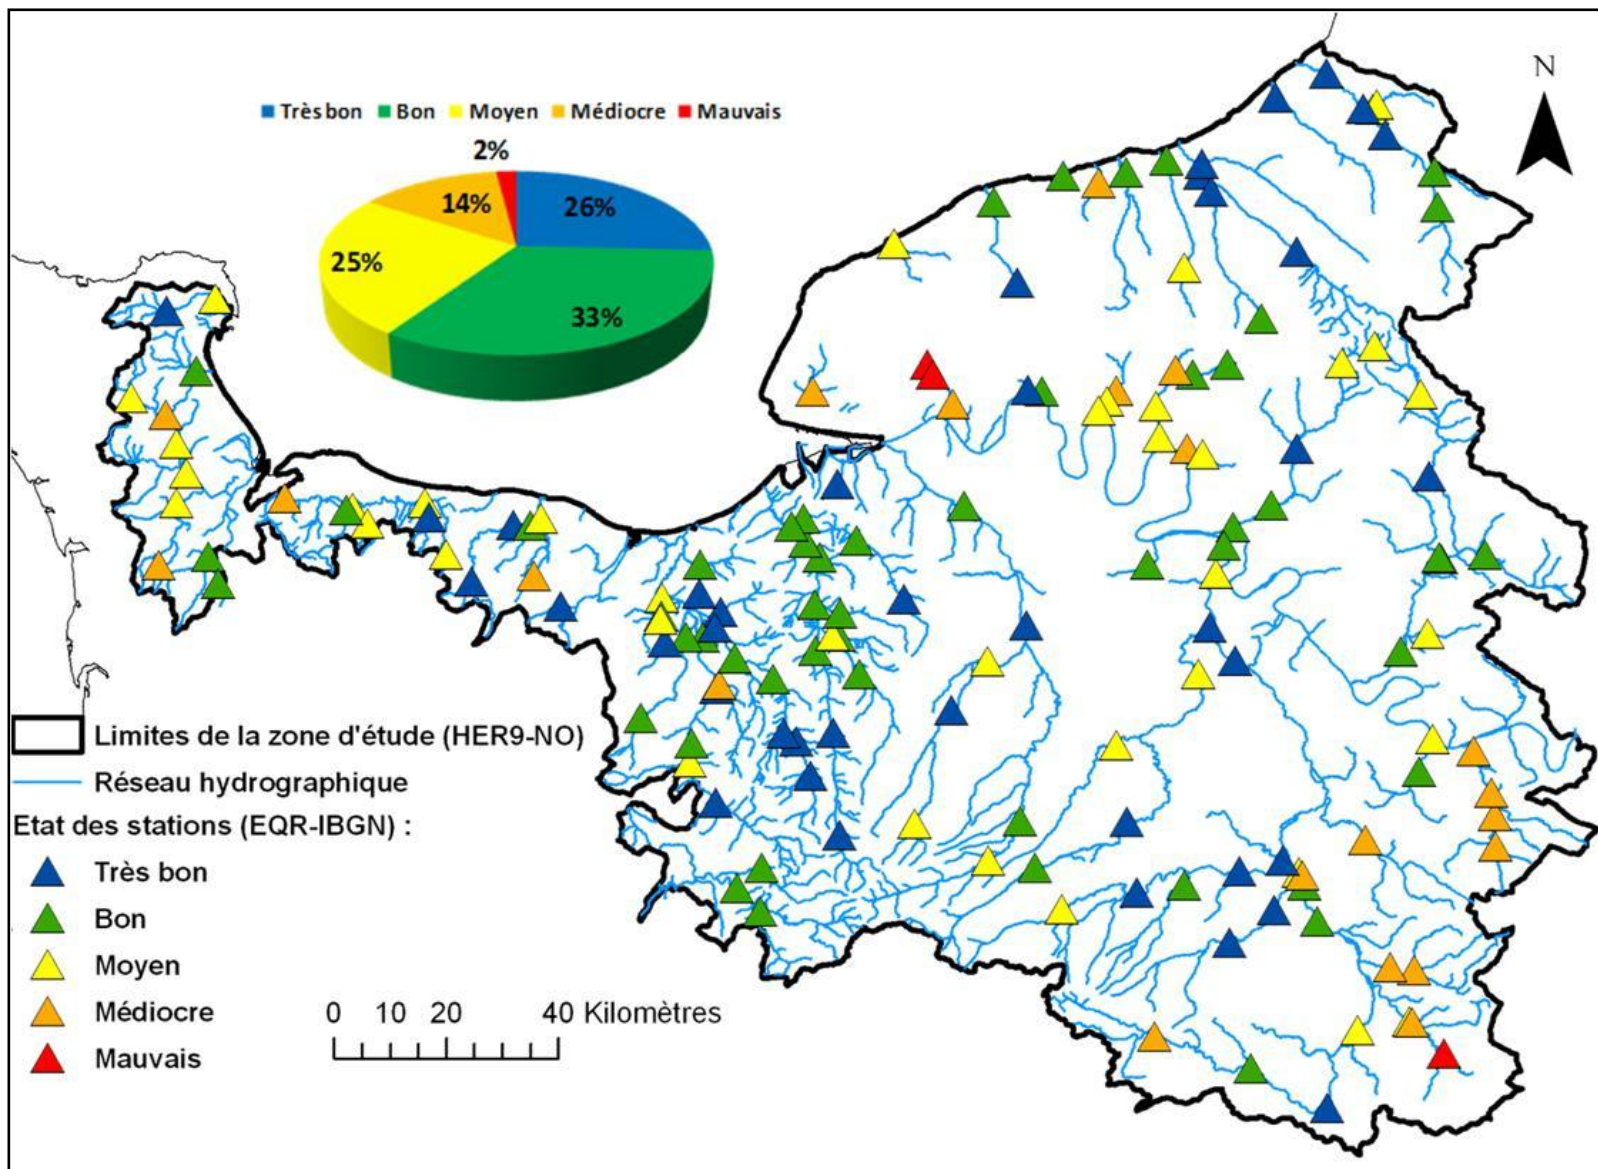 Très bon Bon Moyen Médiocre Mauvais
N
2%
14%
26%
25%
33%
Limites de la zone d'étude (HER9-NO)
Réseau hydrographique
Etat des stations (EQR-IBGN) :
Très bon
Bon
Moyen
Médiocre
Mauvais
0 10 20 40 Kilomètres